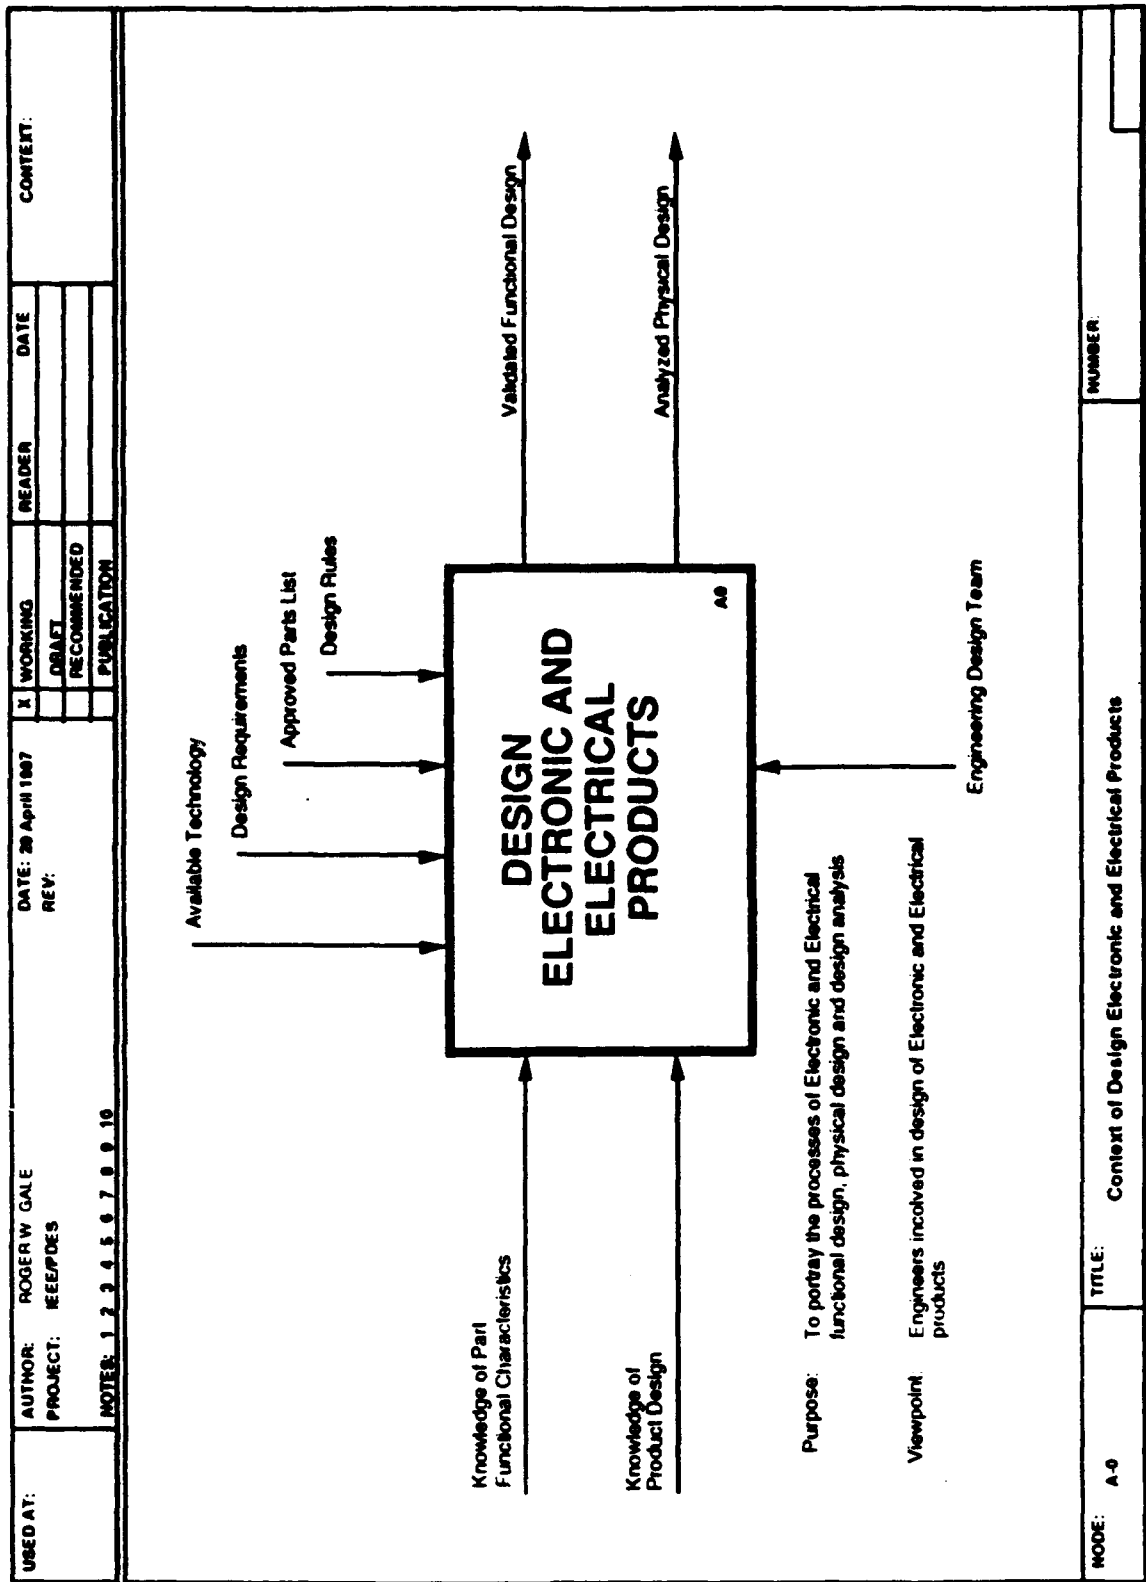 USED AT:
AUTHOR: ROGER W GALE
PROJECT: IEEE/PDES
NOTES: 1 2 3 4 5 6 7 8 9 10
DATE: 20 April 1987
REV:
X WORKING
DRAFT
RECOMMENDED
PUBLICATION
READER DATE
CONTEXT:
Available Technology
Design Requirements
Approved Parts List
Design Rules
Knowledge of Part
Functional Characteristics
Knowledge of
Product Design
DESIGN
ELECTRONIC AND
ELECTRICAL
PRODUCTS
A0
Validated Functional Design
Analyzed Physical Design
Engineering Design Team
Purpose: To portray the processes of Electronic and Electrical
functional design, physical design and design analysis
Viewpoint: Engineers incolved in design of Electronic and Electrical
products
NODE: A-0
TITLE: Context of Design Electronic and Electrical Products
NUMBER: